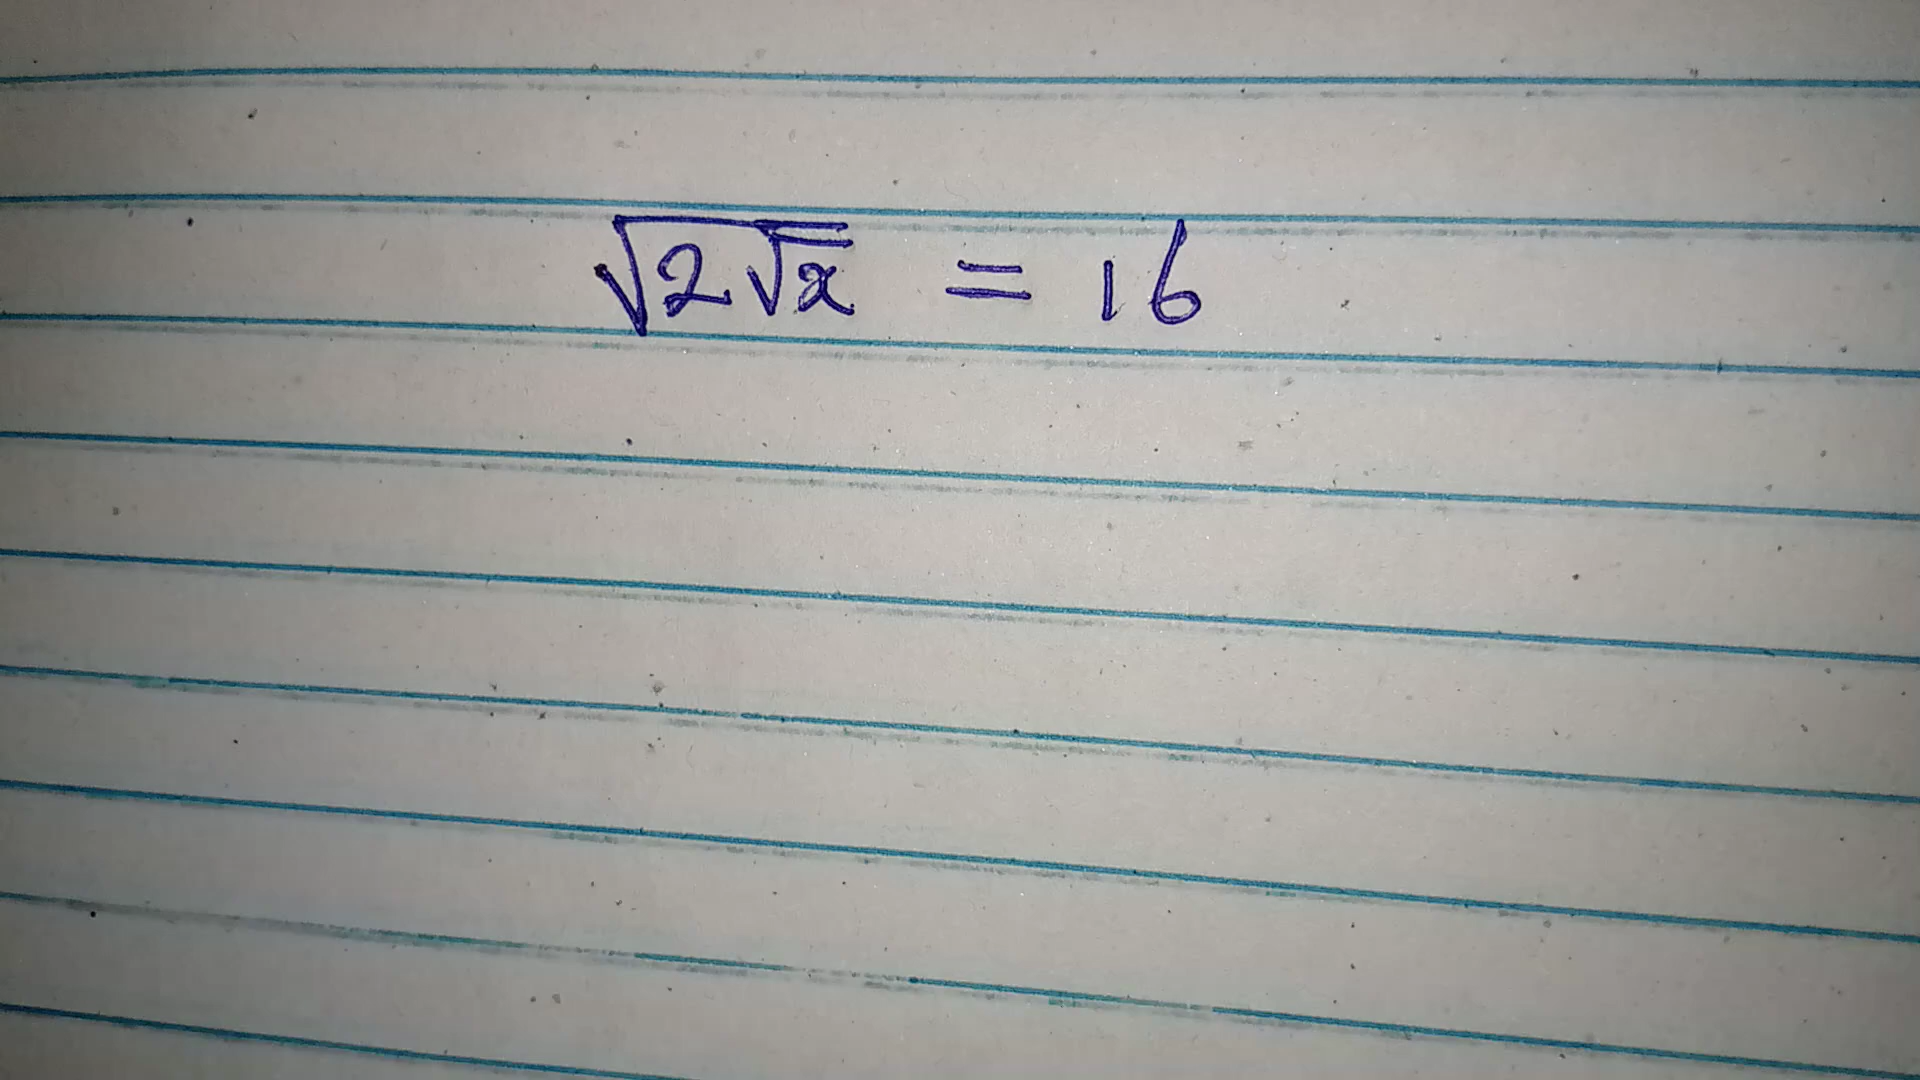 √(2√x) = 16